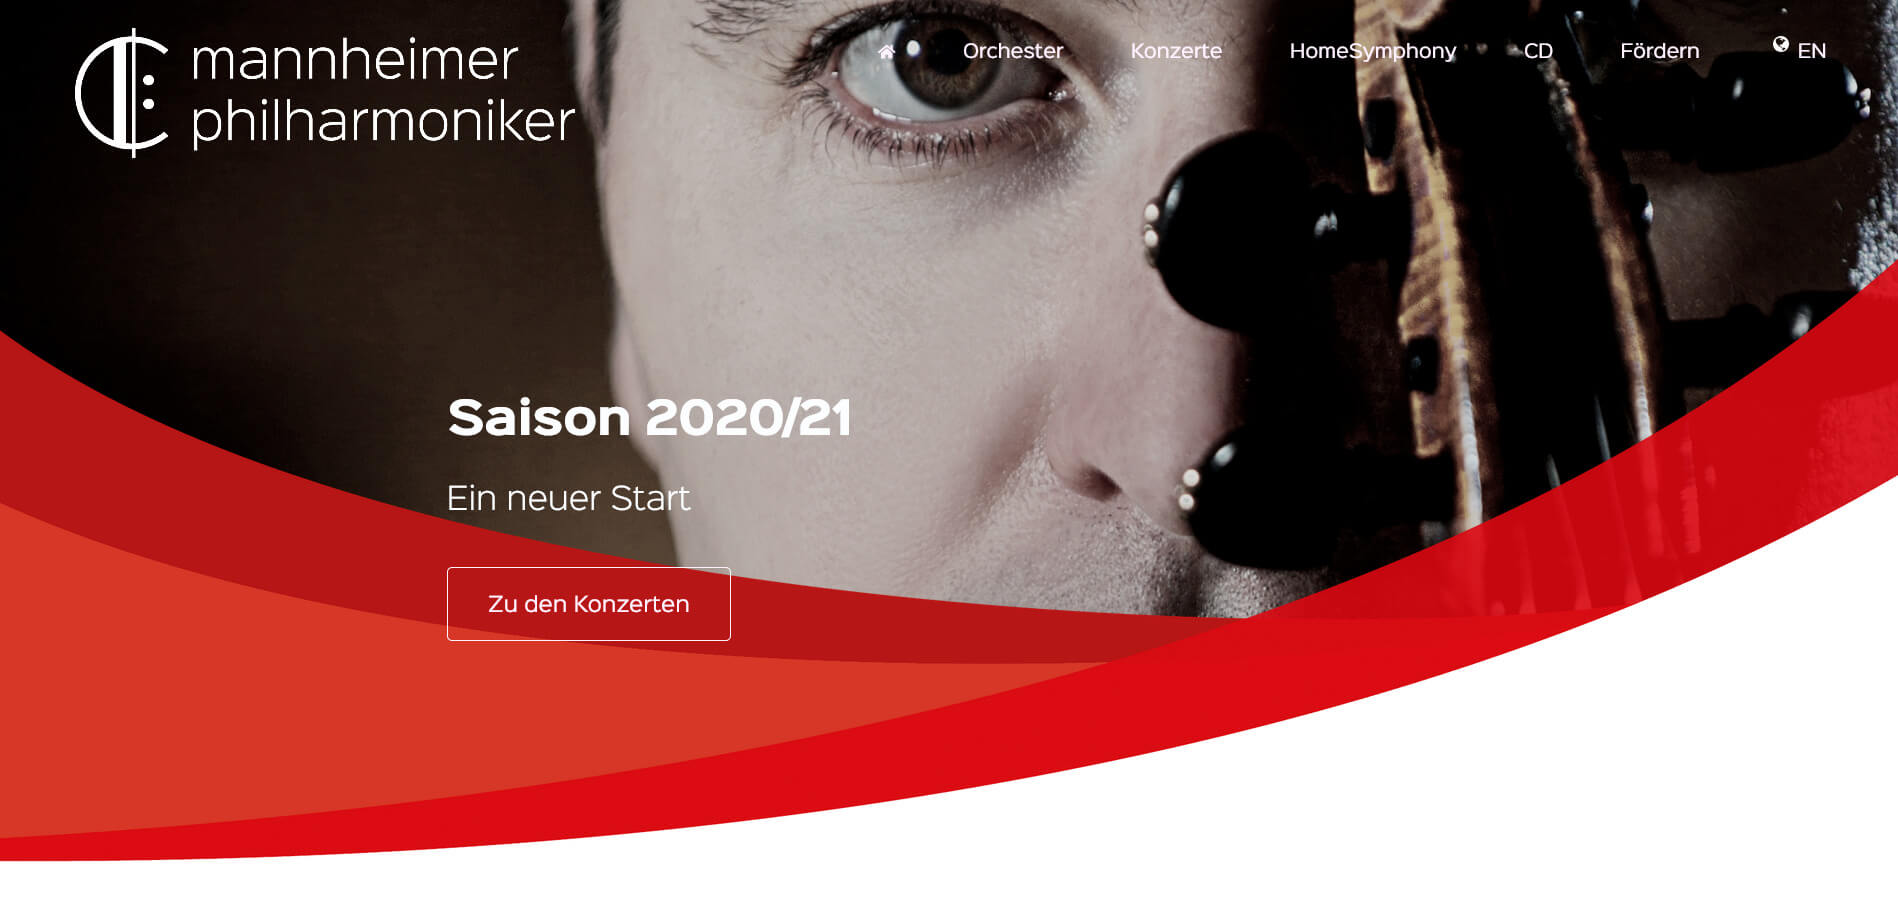 mannheimer
philharmoniker
Orchester Konzerte HomeSymphony CD Fördern EN
Saison 2020/21
Ein neuer Start
Zu den Konzerten